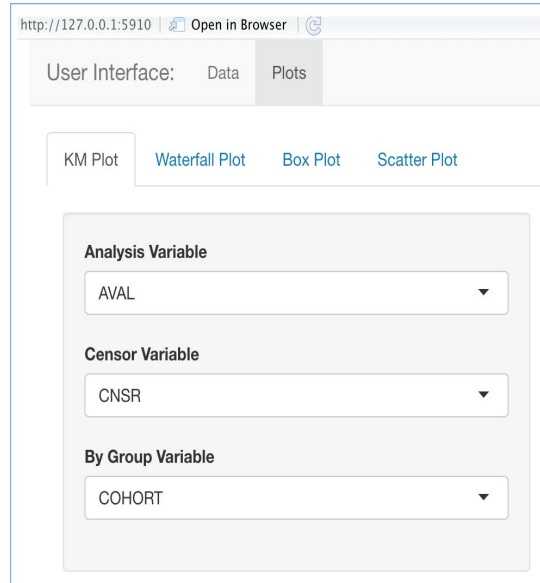 http://127.0.0.1:5910 Open in Browser
User Interface: Data Plots
KM Plot Waterfall Plot Box Plot Scatter Plot
Analysis Variable
AVAL
Censor Variable
CNSR
By Group Variable
COHORT